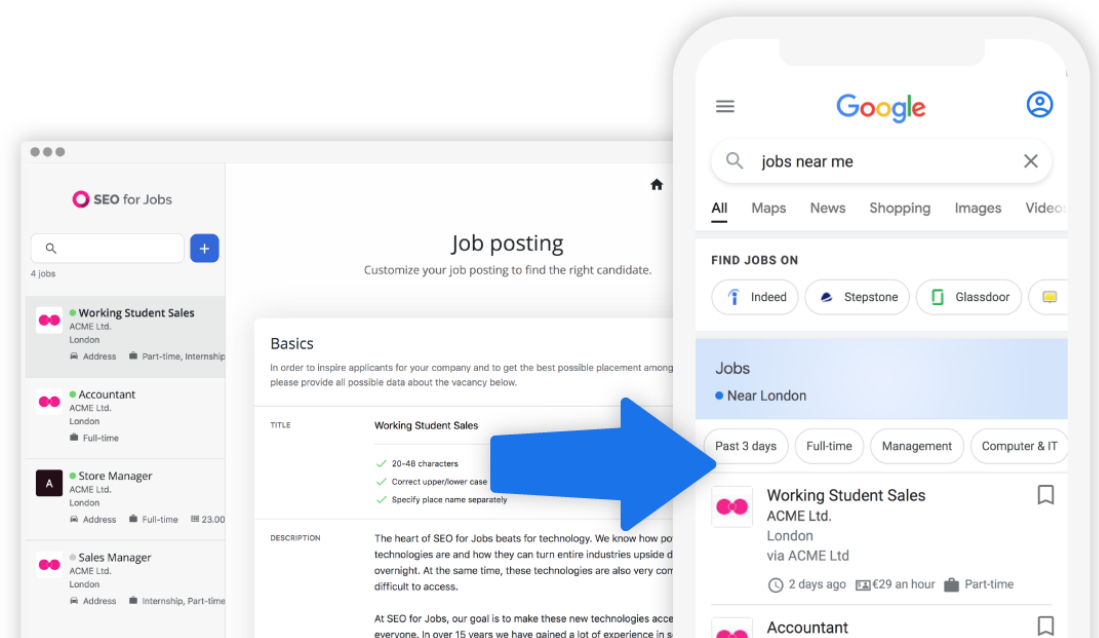 SEO for Jobs
4 jobs
Working Student Sales
ACME Ltd.
London
Address Part-time, Internship
Accountant
ACME Ltd.
London
Full-time
A
Store Manager
ACME Ltd.
London
Address Full-time 23.00
Sales Manager
ACME Ltd.
London
Address Internship, Part-time
Job posting
Customize your job posting to find the right candidate.
Basics
In order to inspire applicants for your company and to get the best possible placement among
please provide all possible data about the vacancy below.
TITLE
Working Student Sales
20-48 characters
Correct upper/lower case
Specify place name separately
DESCRIPTION
The heart of SEO for Jobs beats for technology. We know how
technologies are and how they can turn entire industries upside
overnight. At the same time, these technologies are also very
difficult to access.
At SEO for Jobs, our goal is to make these new technologies
everyone. In over 15 years we have gained a lot of experience in
Google
jobs near me
All Maps News Shopping Images Videos
FIND JOBS ON
Indeed Stepstone Glassdoor
Jobs
Near London
Past 3 days Full-time Management Computer & IT
Working Student Sales
ACME Ltd.
London
via ACME Ltd
2 days ago €29 an hour Part-time
Accountant